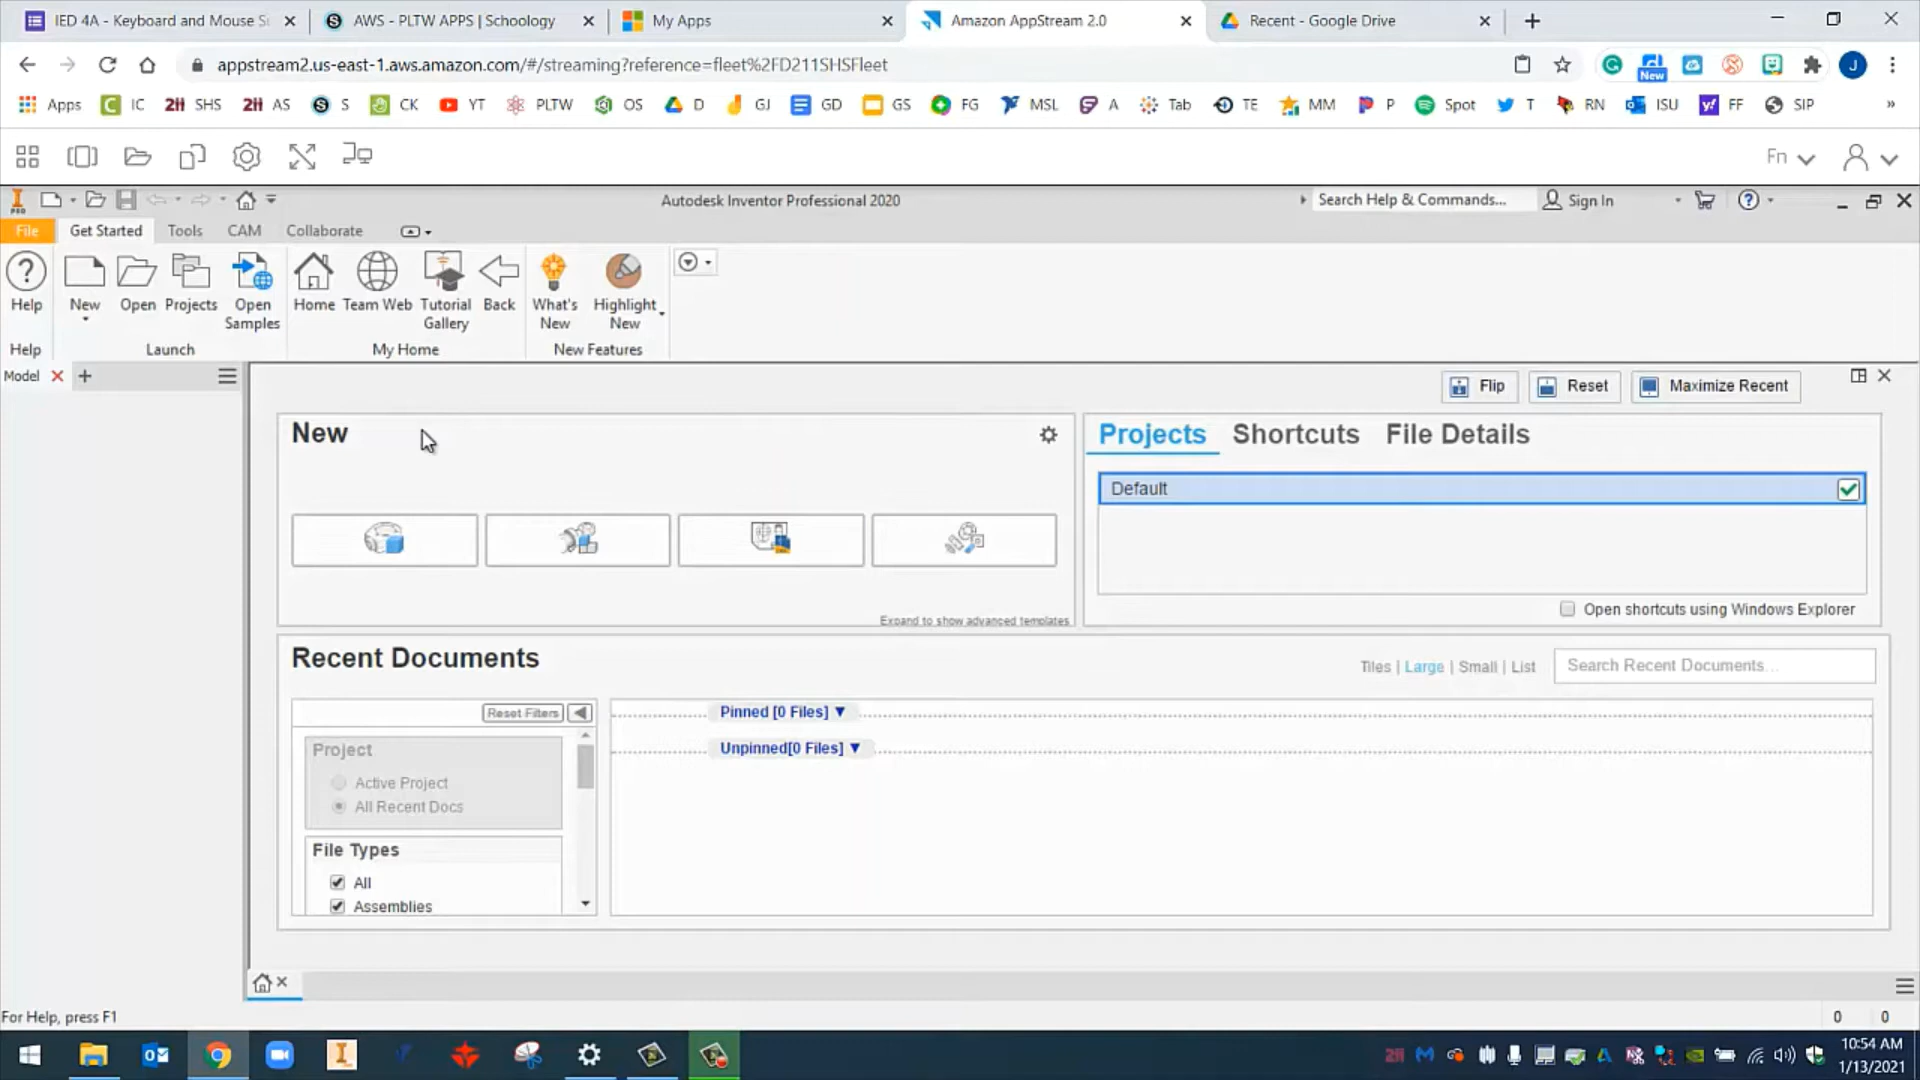 IED 4A - Keyboard and Mouse S
AWS - PLTW APPS | Schoology
My Apps
Amazon AppStream 2.0
Recent - Google Drive
appstream2.us-east-1.aws.amazon.com/#/streaming?reference=fleet%2FD211SHSFleet
New
J
Apps
IC
SHS
AS
S
CK
YT
PLTW
OS
D
GJ
GD
GS
FG
MSL
A
Tab
TE
MM
P
Spot
T
RN
ISU
FF
SIP
Fn
Autodesk Inventor Professional 2020
Search Help & Commands...
Sign In
File
Get Started
Tools
CAM
Collaborate
Help
New
Open
Projects
Open Samples
Home
Team Web
Tutorial Gallery
Back
What's New
Highlight New
Help
Launch
My Home
New Features
Model
Flip
Reset
Maximize Recent
New
Projects
Shortcuts
File Details
Default
Expand to show advanced templates
Open shortcuts using Windows Explorer
Recent Documents
Tiles | Large | Small | List
Search Recent Documents...
Reset Filters
Pinned [0 Files]
Unpinned[0 Files]
Project
Active Project
All Recent Docs
File Types
All
Assemblies
For Help, press F1
0 0
10:54 AM
1/13/2021